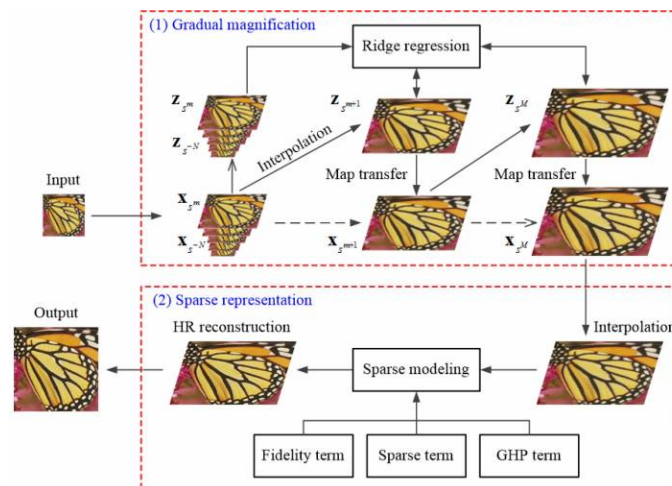 (1) Gradual magnification
Ridge regression
z_{s^m}
z_{s^{m+1}}
z_{s^M}
z_{s^{-N}}
Interpolation
Input
Map transfer
Map transfer
x_{s^m}
x_{s^{-N}}
x_{s^{m+1}}
x_{s^M}
(2) Sparse representation
Output
HR reconstruction
Interpolation
Sparse modeling
Fidelity term
Sparse term
GHP term